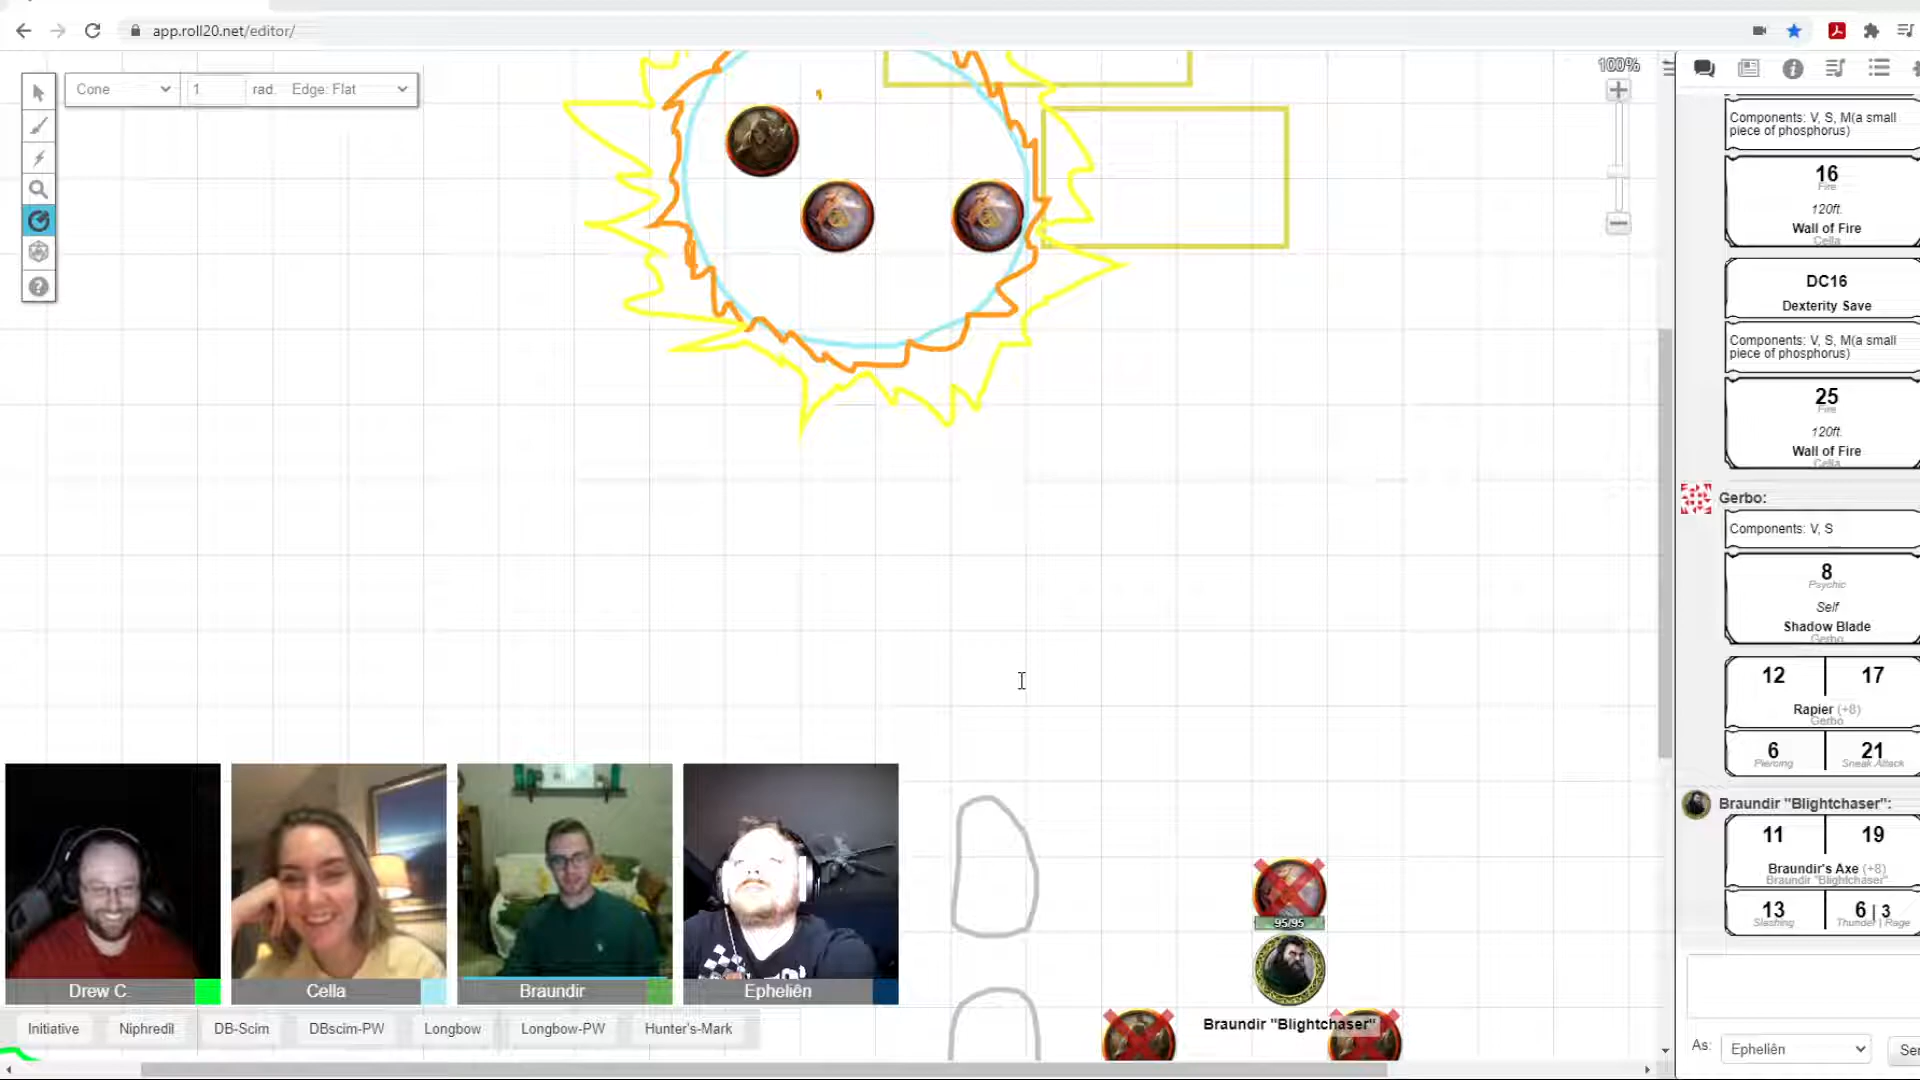 app.roll20.net/editor/
Cone
1
rad.
Edge: Flat
100%
Components: V, S, M(a small
piece of phosphorus)
16
Fire
120ft.
Wall of Fire
Cella
DC16
Dexterity Save
Components: V, S, M(a small
piece of phosphorus)
25
Fire
120ft.
Wall of Fire
Cella
Gerbo:
Components: V, S
8
Psychic
Self
Shadow Blade
Gerbo
12 17
Rapier (+8)
Gerbo
6 21
Piercing Sneak Attack
Braundir "Blightchaser":
11 19
Braundir's Axe (+8)
Braundir "Blightchaser"
13 6 | 3
Slashing Thunder | Rage
95/95
Braundir "Blightchaser"
Drew C
Cella
Braundir
Epheliên
Initiative
Niphredil
DB-Scim
DBscim-PW
Longbow
Longbow-PW
Hunter's-Mark
As:
Epheliên
Se